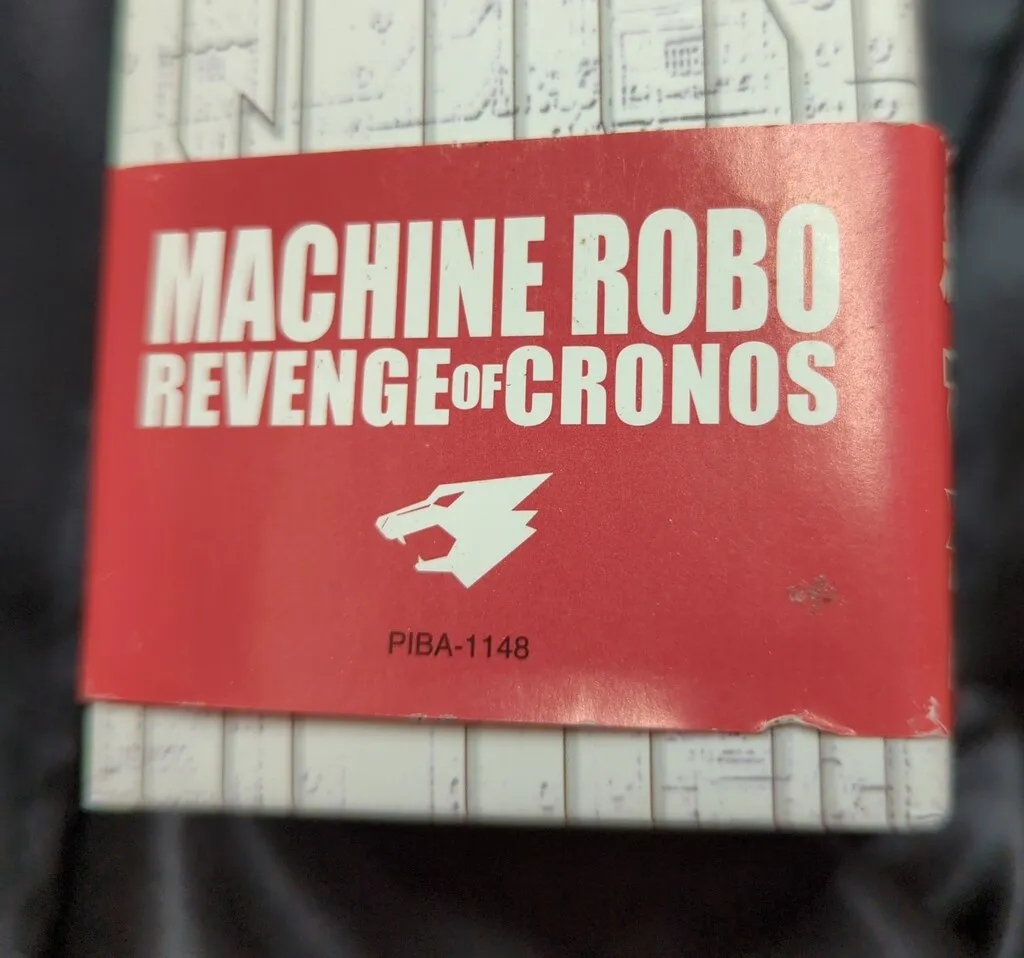 MACHINE ROBO
REVENGE OF CRONOS
PIBA-1148